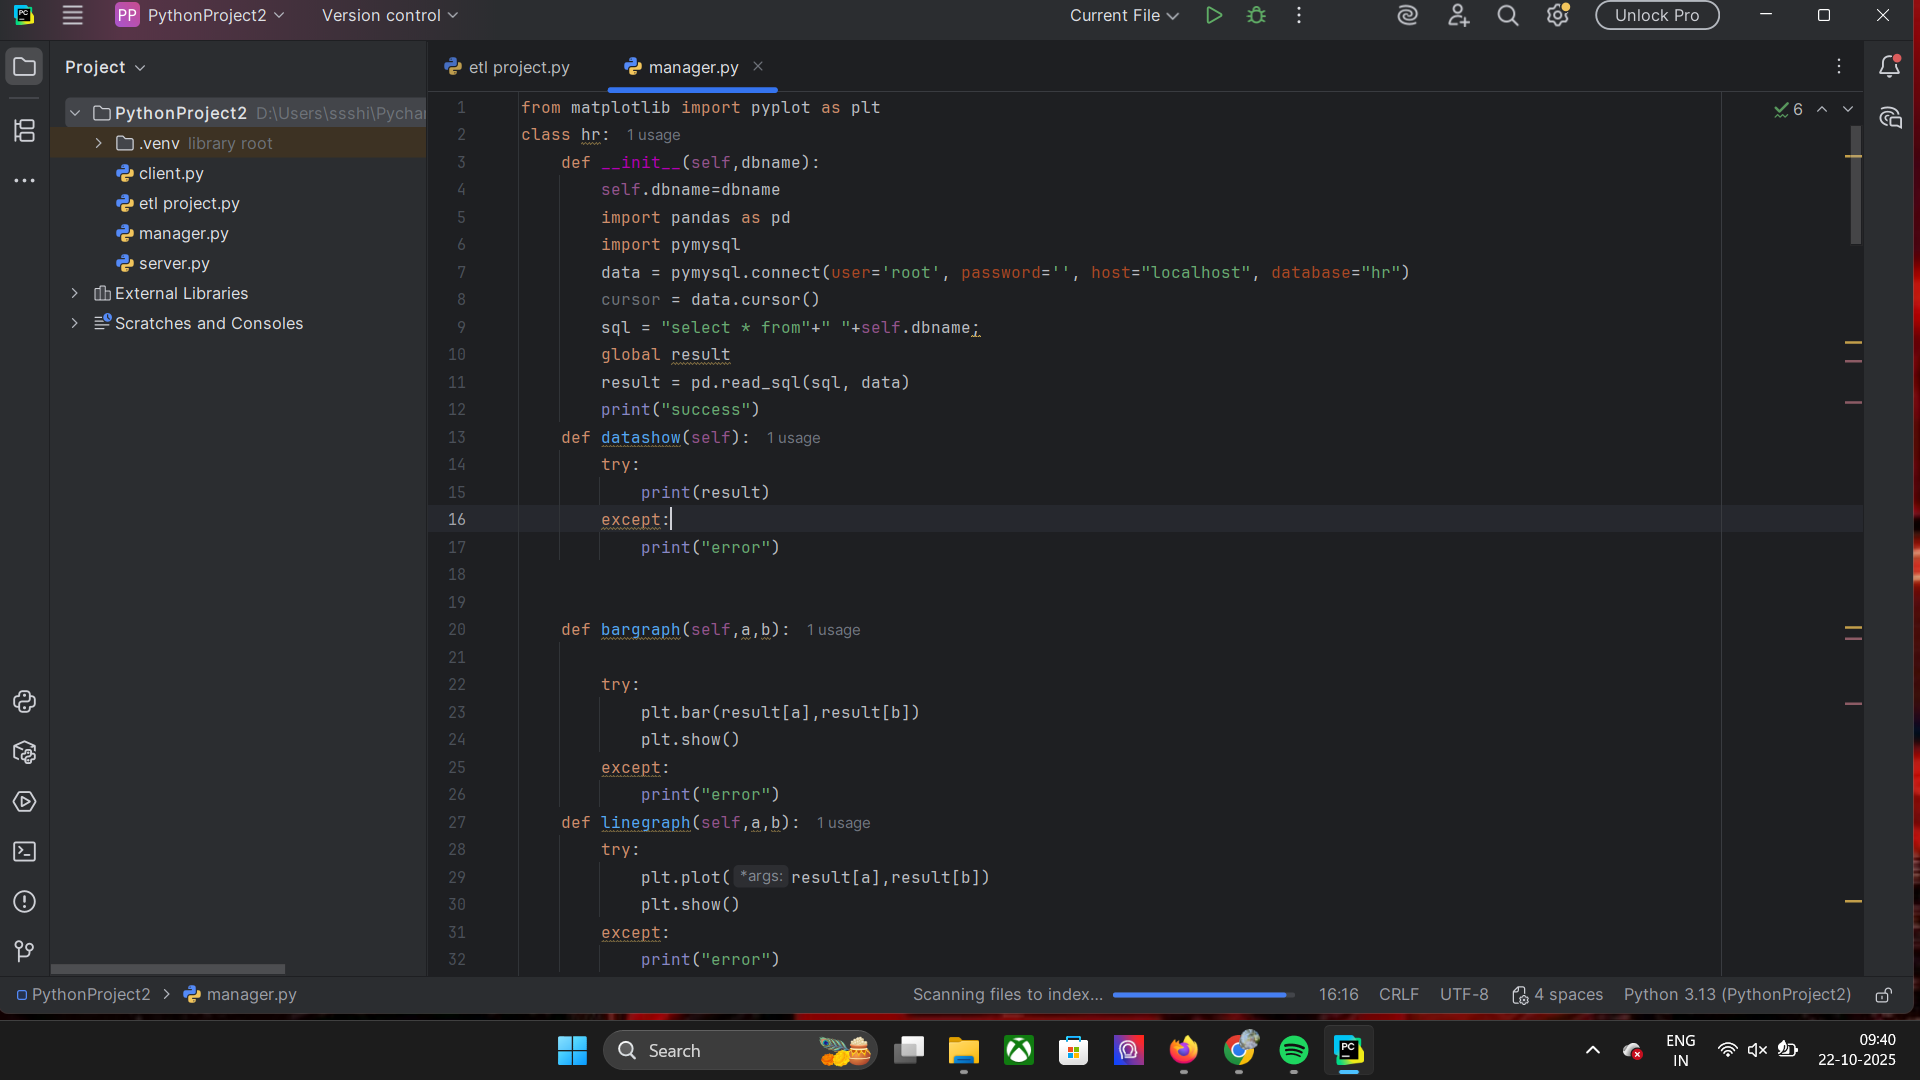 PP PythonProject2 Version control Current File Unlock Pro
Project
etl project.py manager.py
PythonProject2 D:\Users\ssshi\Pychar
.venv library root
client.py
etl project.py
manager.py
server.py
External Libraries
Scratches and Consoles
6
1 from matplotlib import pyplot as plt
2 class hr: 1 usage
3 def __init__(self,dbname):
4 self.dbname=dbname
5 import pandas as pd
6 import pymysql
7 data = pymysql.connect(user='root', password='', host="localhost", database="hr")
8 cursor = data.cursor()
9 sql = "select * from"+" "+self.dbname;
10 global result
11 result = pd.read_sql(sql, data)
12 print("success")
13 def datashow(self): 1 usage
14 try:
15 print(result)
16 except:
17 print("error")
18
19
20 def bargraph(self,a,b): 1 usage
21
22 try:
23 plt.bar(result[a],result[b])
24 plt.show()
25 except:
26 print("error")
27 def linegraph(self,a,b): 1 usage
28 try:
29 plt.plot( *args: result[a],result[b])
30 plt.show()
31 except:
32 print("error")
PythonProject2 > manager.py Scanning files to index... 16:16 CRLF UTF-8 4 spaces Python 3.13 (PythonProject2)
Search
PC
ENG
IN
09:40
22-10-2025